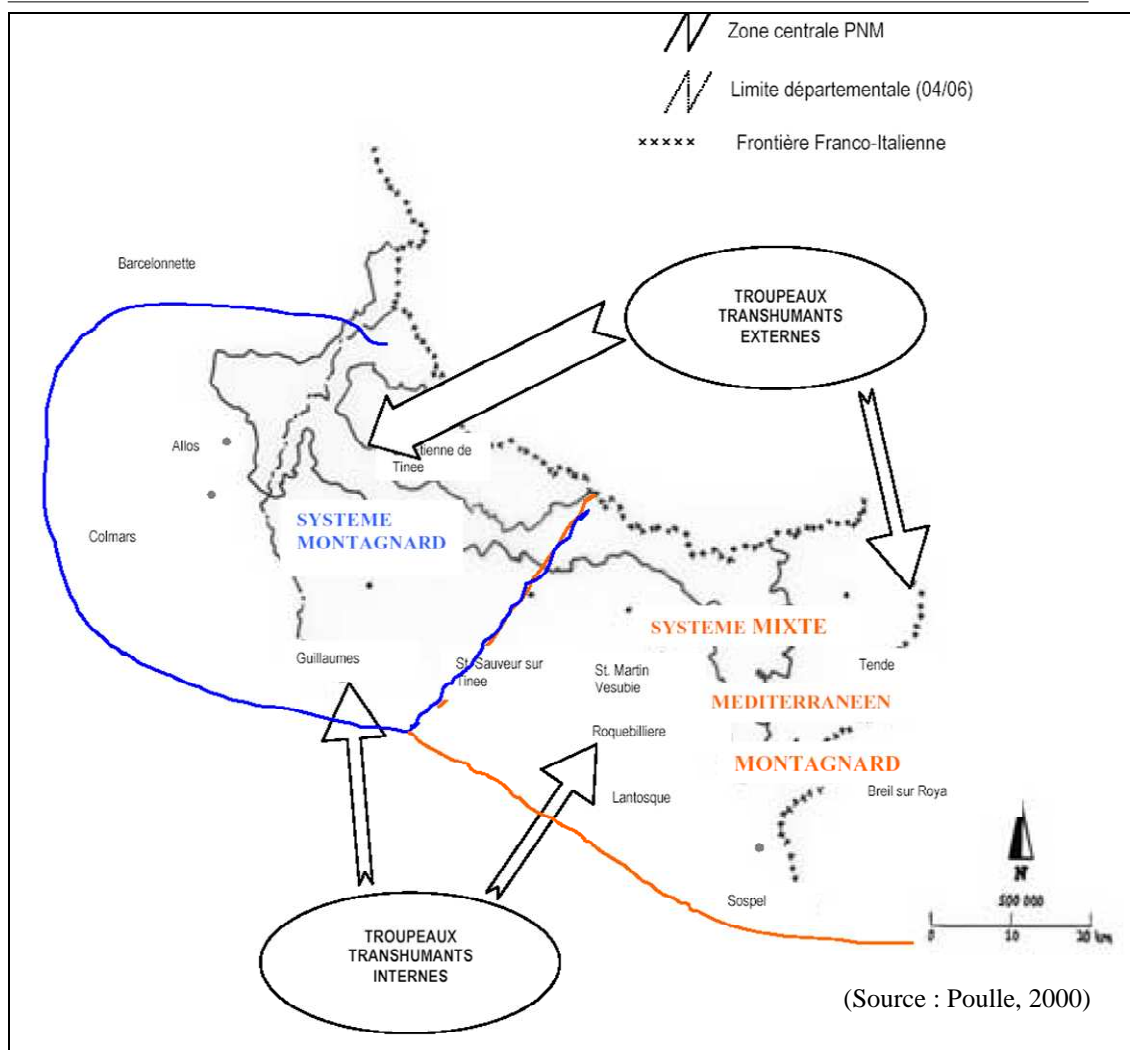 Zone centrale PNM
Limite départementale (04/06)
Frontière Franco-Italienne
Barcelonnette
TROUPEAUX
TRANSHUMANTS
EXTERNES
Allos
tienne de
Tinee
SYSTEME
MONTAGNARD
Colmars
SYSTEME MIXTE
Guillaumes
St. Sauveur sur
Tinee
St. Martin
Vesubie
Tende
MEDITERRANEEN
Roquebilliere
MONTAGNARD
Breil sur Roya
Lantosque
Sospel
N
0 10 20 km
TROUPEAUX
TRANSHUMANTS
INTERNES
(Source : Poulle, 2000)